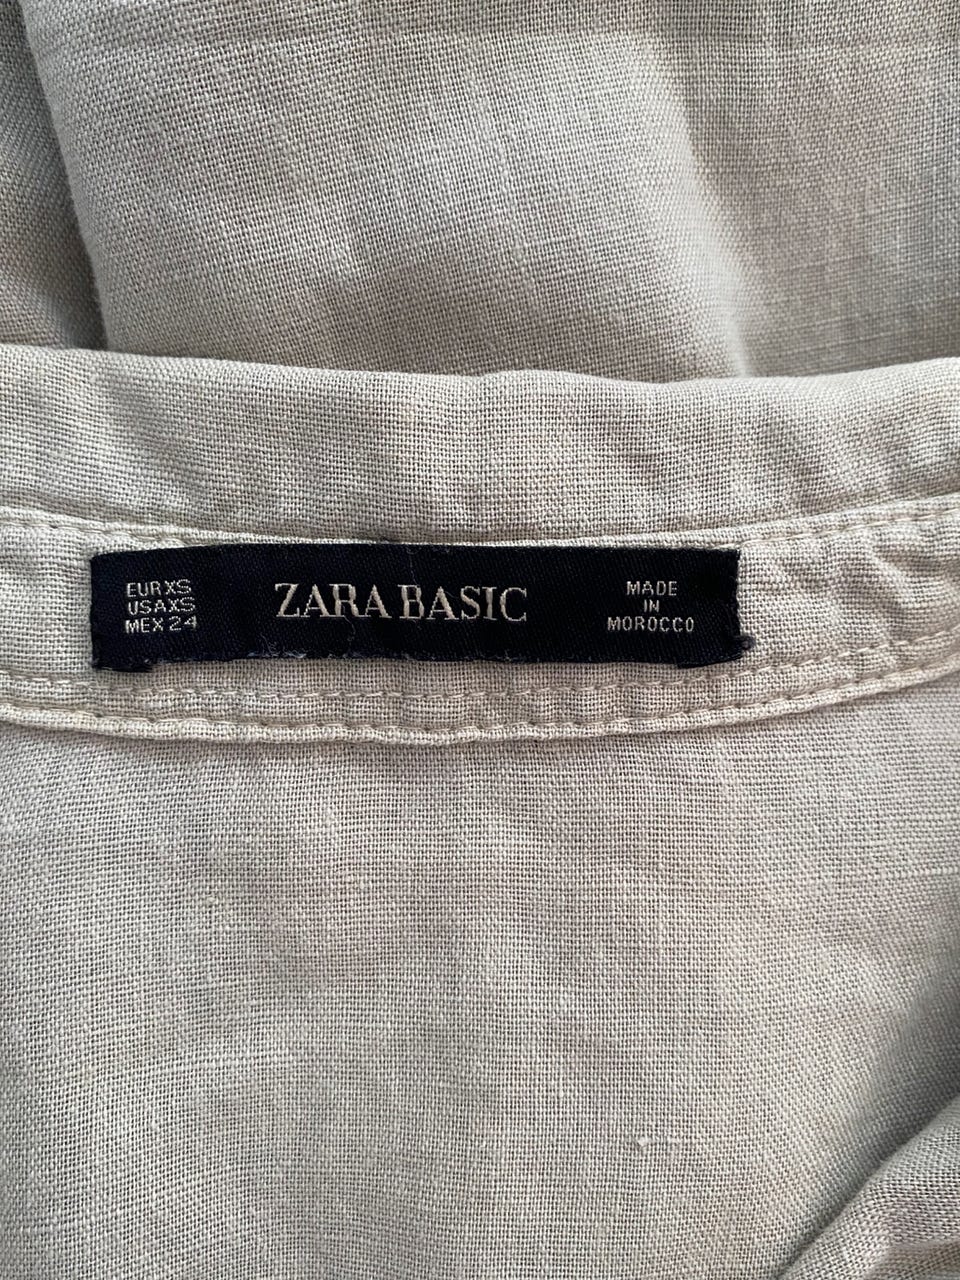 EUR XS
USA XS
MEX 24
ZARA BASIC
MADE
IN
MOROCCO